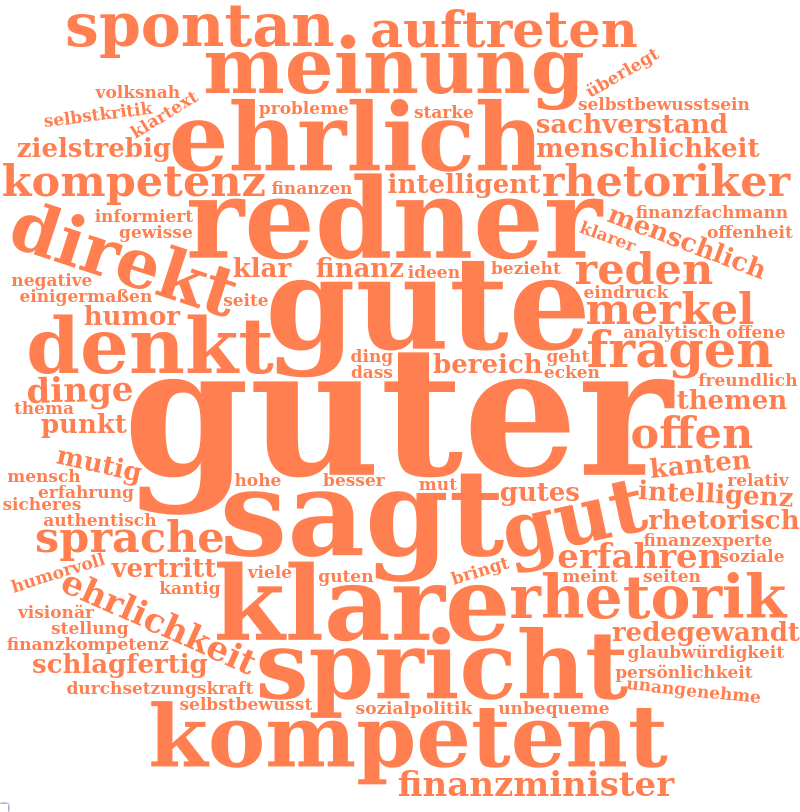 spontan. auftreten
meinung
überlegt
volksnah
selbstkritik
klartext
probleme
starke
selbstbewusstsein
ehrlich
sachverstand
zielstrebig
menschlichkeit
kompetenz
finanzen
intelligent
rhetoriker
redner
informiert
gewisse
finanzfachmann
menschlich
klarer
offenheit
direkt
klar
finanz
ideen
bezieht
reden
negative
einigermaßen
seite
gute
eindruck
merkel
humor
analytisch
offene
denkt
ding
dass
bereich
geht
ecken
fragen
freundlich
dinge
thema
guter
themen
punkt
offen
mutig
kanten
mensch
erfahrung
sicheres
hohe
besser
mut
gutes
relativ
intelligenz
authentisch
sagt
gut
rhetorisch
sprache
finanzexperte
erfahren
soziale
humorvoll
vertritt
kantig
viele
guten
bringt
meint
seiten
ehrlichkeit
klare
rhetorik
visionär
stellung
finanzkompetenz
redegewandt
schlagfertig
spricht
glaubwürdigkeit
persönlichkeit
durchsetzungskraft
unangenehme
selbstbewusst
sozialpolitik
unbequeme
kompetent
finanzminister